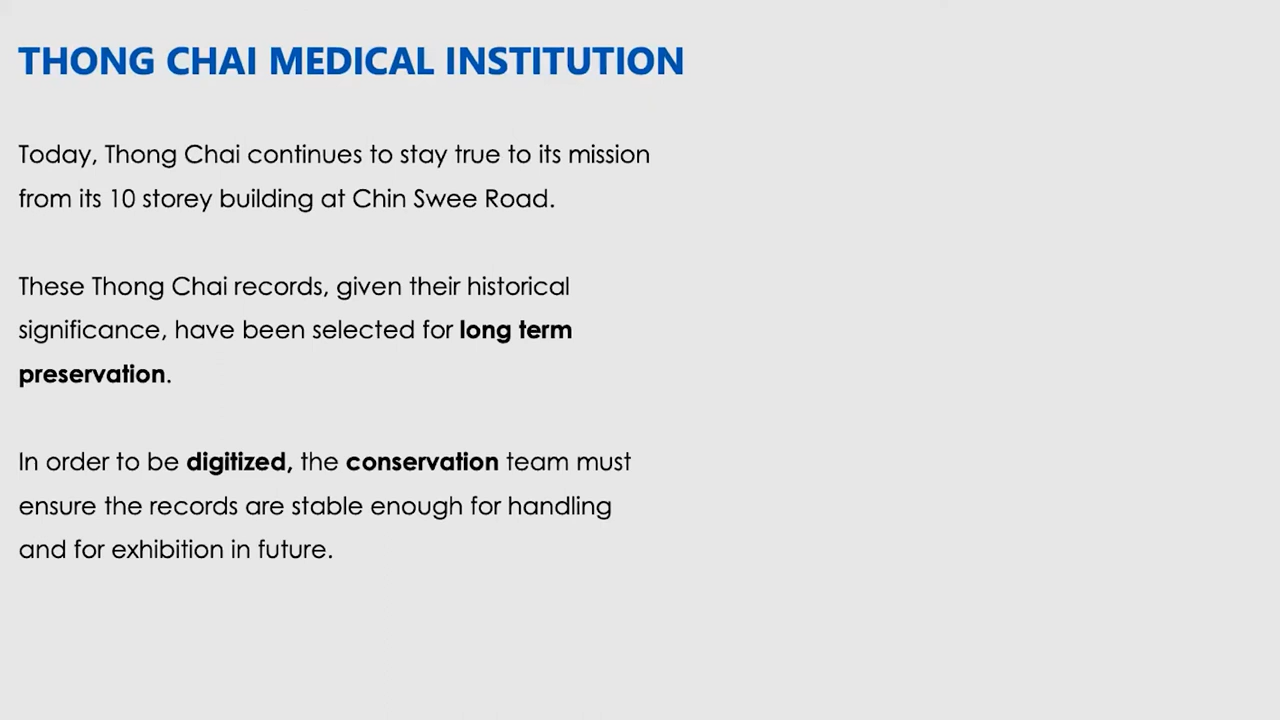 THONG CHAI MEDICAL INSTITUTION
Today, Thong Chai continues to stay true to its mission
from its 10 storey building at Chin Swee Road.
These Thong Chai records, given their historical
significance, have been selected for long term
preservation.
In order to be digitized, the conservation team must
ensure the records are stable enough for handling
and for exhibition in future.